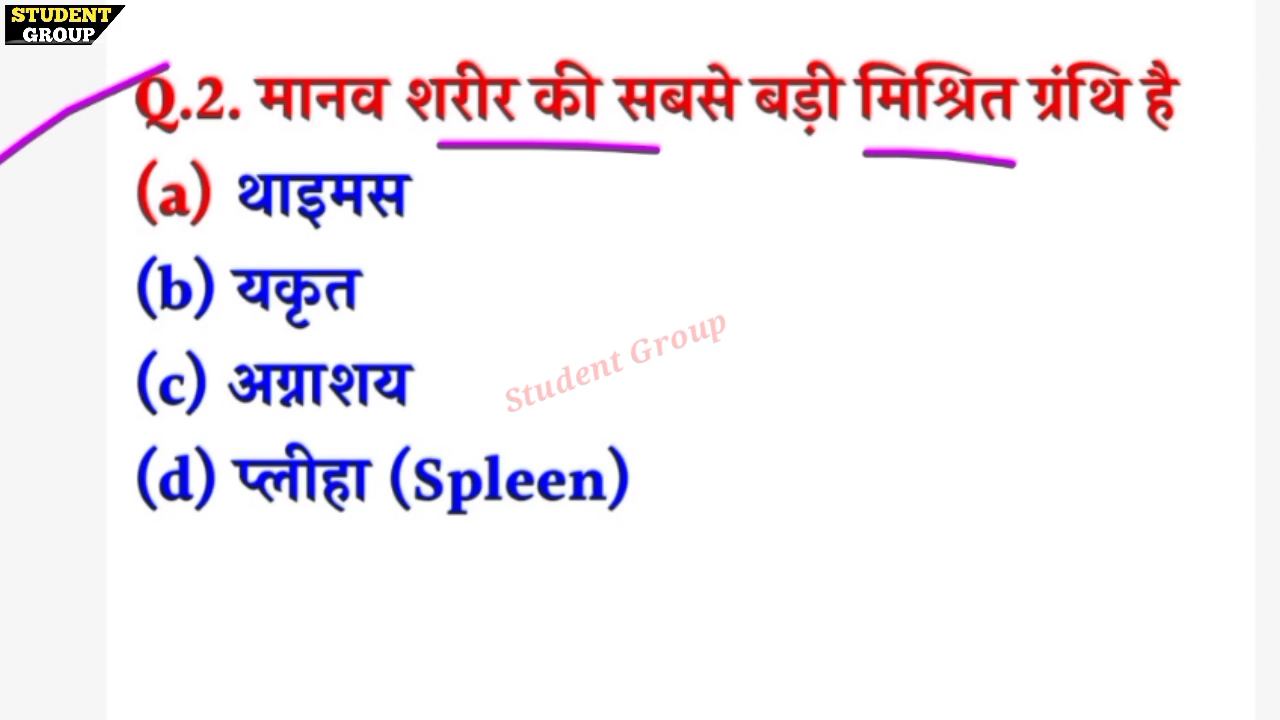 STUDENT
GROUP
Q.2. मानव शरीर की सबसे बड़ी मिश्रित ग्रंथि है
(a) थाइमस
(b) यकृत
(c) अग्नाशय
(d) प्लीहा (Spleen)
Student Group